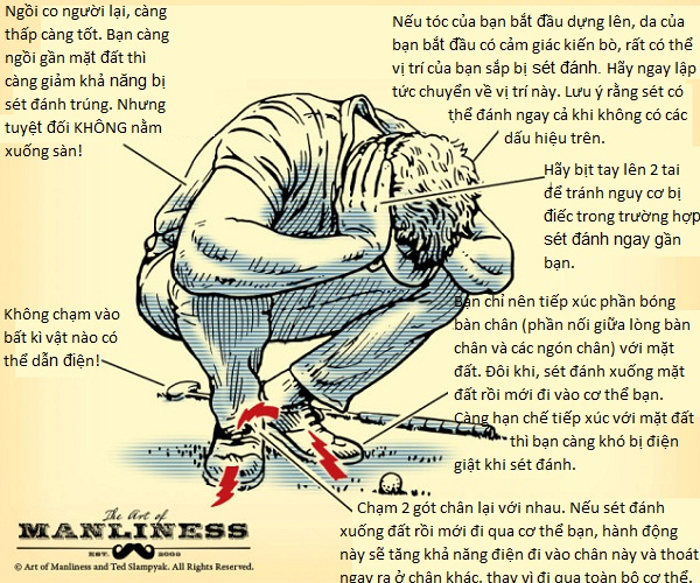 Ngồi co người lại, càng
thấp càng tốt. Bạn càng
ngồi gần mặt đất thì
càng giảm khả năng bị
sét đánh trúng. Nhưng
tuyệt đối KHÔNG nằm
xuống sàn!
Nếu tóc của bạn bắt đầu dựng lên, da của
bạn bắt đầu có cảm giác kiến bò, rất có thể
vị trí của bạn sắp bị sét đánh. Hãy ngay lập
tức chuyển về vị trí này. Lưu ý rằng sét có
thể đánh ngay cả khi không có các
dấu hiệu trên.
Hãy bịt tay lên 2 tai
để tránh nguy cơ bị
điếc trong trường hợp
sét đánh ngay gần
bạn.
Không chạm vào
bất kì vật nào có
thể dẫn điện!
Bạn chỉ nên tiếp xúc phần bóng
bàn chân (phần nối giữa lòng bàn
chân và các ngón chân) với mặt
đất. Đôi khi, sét đánh xuống mặt
đất rồi mới đi vào cơ thể bạn.
Càng hạn chế tiếp xúc với mặt đất
thì bạn càng khó bị điện
giật khi sét đánh.
Chạm 2 gót chân lại với nhau. Nếu sét đánh
xuống đất rồi mới đi qua cơ thể bạn, hành động
này sẽ tăng khả năng điện đi vào chân này và thoát
ngay ra ở chân khác, thay vì đi qua toàn bộ cơ thể.
The Art of
MANLINESS
EST. 2008
© Art of Manliness and Ted Slampyak. All Rights Reserved.